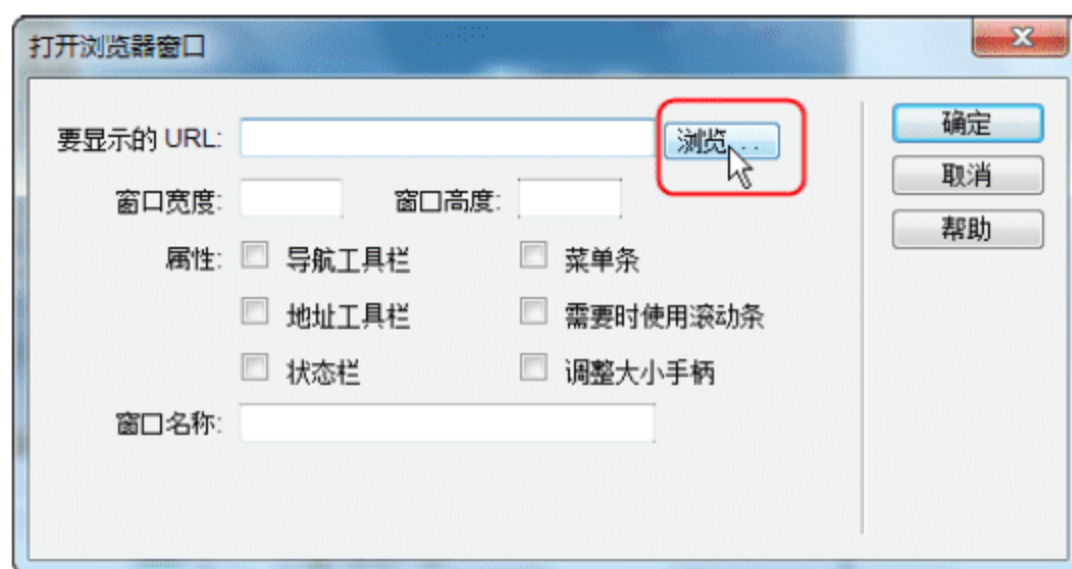 打开浏览器窗口
要显示的 URL: 浏览... 确定
取消
窗口宽度: 窗口高度:
帮助
属性: 导航工具栏 菜单条
地址工具栏 需要时使用滚动条
状态栏 调整大小手柄
窗口名称: